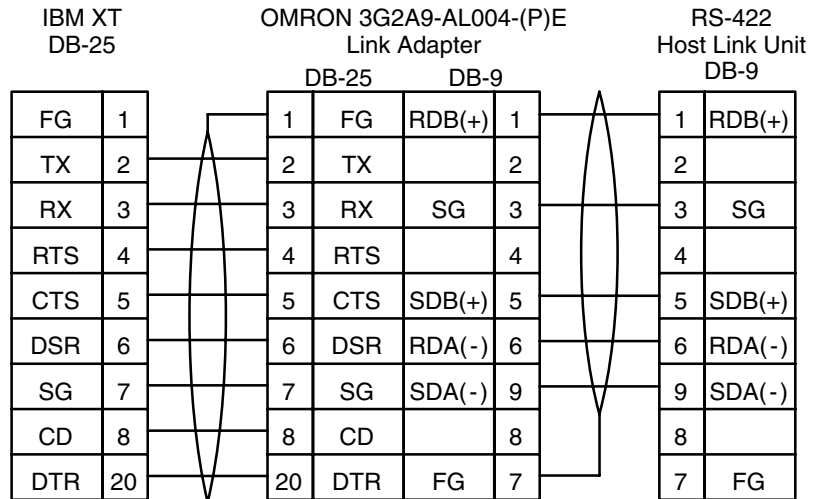 IBM XT
DB-25
OMRON 3G2A9-AL004-(P)E
Link Adapter
DB-25 DB-9
RS-422
Host Link Unit
DB-9
FG 1 1 FG RDB(+) 1 1 RDB(+)
TX 2 2 TX 2 2
RX 3 3 RX SG 3 3 SG
RTS 4 4 RTS 4 4
CTS 5 5 CTS SDB(+) 5 5 SDB(+)
DSR 6 6 DSR RDA(-) 6 6 RDA(-)
SG 7 7 SG SDA(-) 9 9 SDA(-)
CD 8 8 CD 8 8
DTR 20 20 DTR FG 7 7 FG